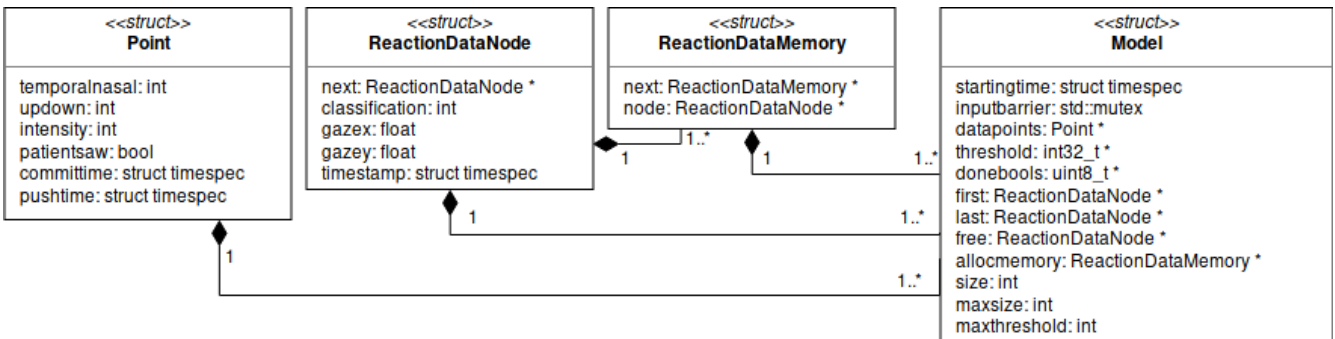 <<struct>>
Point
temporalnasal: int
updown: int
intensity: int
patientsaw: bool
committime: struct timespec
pushtime: struct timespec
<<struct>>
ReactionDataNode
next: ReactionDataNode *
classification: int
gazex: float
gazey: float
timestamp: struct timespec
<<struct>>
ReactionDataMemory
next: ReactionDataMemory *
node: ReactionDataNode *
<<struct>>
Model
startingtime: struct timespec
inputbarrier: std::mutex
datapoints: Point *
threshold: int32_t *
donebools: uint8_t *
first: ReactionDataNode *
last: ReactionDataNode *
free: ReactionDataNode *
allocmemory: ReactionDataMemory *
size: int
maxsize: int
maxthreshold: int
1..*
1
1
1..*
1
1..*
1
1..*